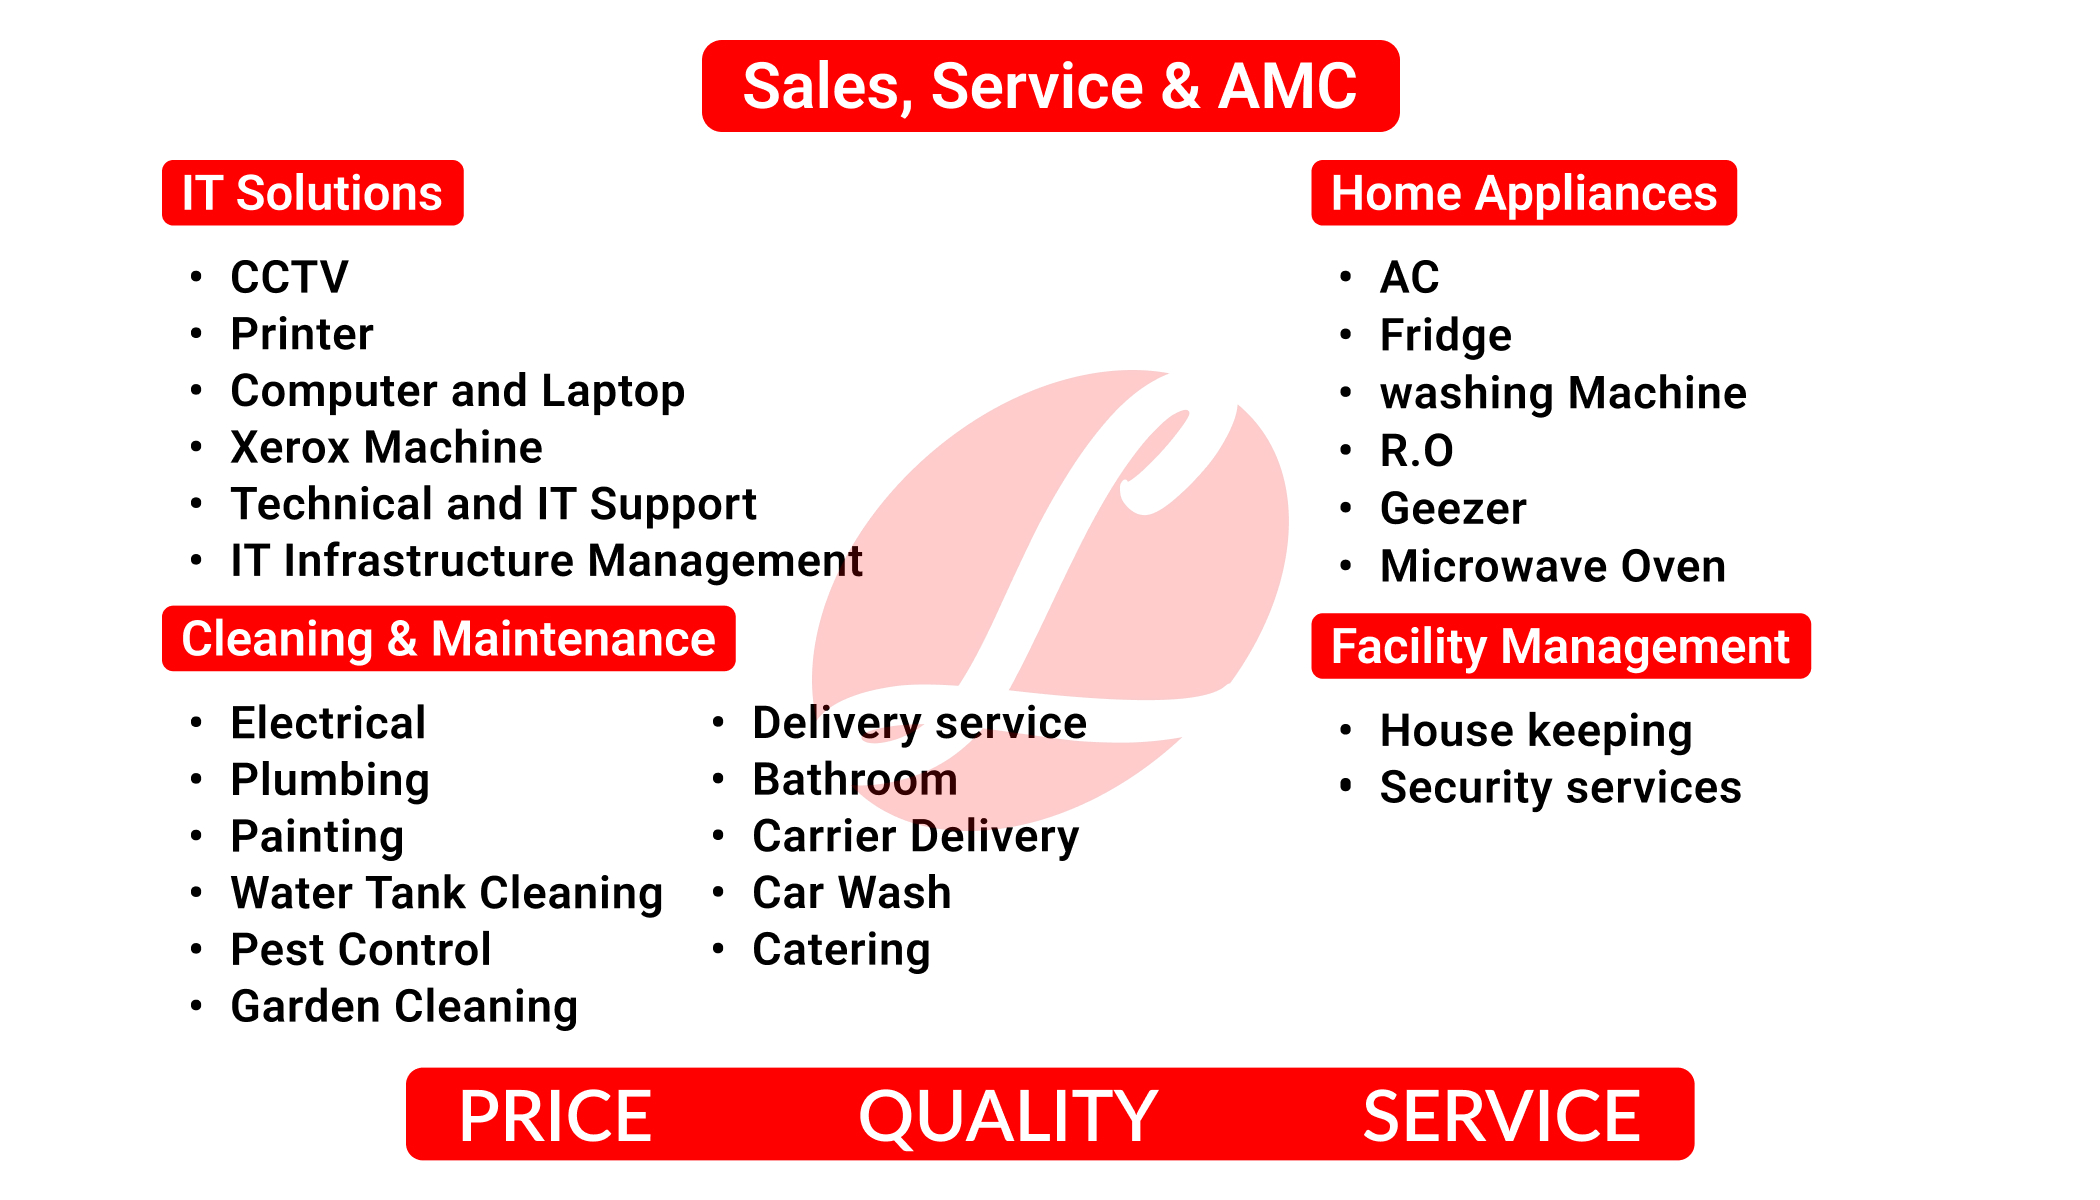 Sales, Service & AMC
IT Solutions
• CCTV
• Printer
• Computer and Laptop
• Xerox Machine
• Technical and IT Support
• IT Infrastructure Management
Home Appliances
• AC
• Fridge
• washing Machine
• R.O
• Geezer
• Microwave Oven
Cleaning & Maintenance
• Electrical
• Plumbing
• Painting
• Water Tank Cleaning
• Pest Control
• Garden Cleaning
• Delivery service
• Bathroom
• Carrier Delivery
• Car Wash
• Catering
Facility Management
• House keeping
• Security services
L
PRICE QUALITY SERVICE